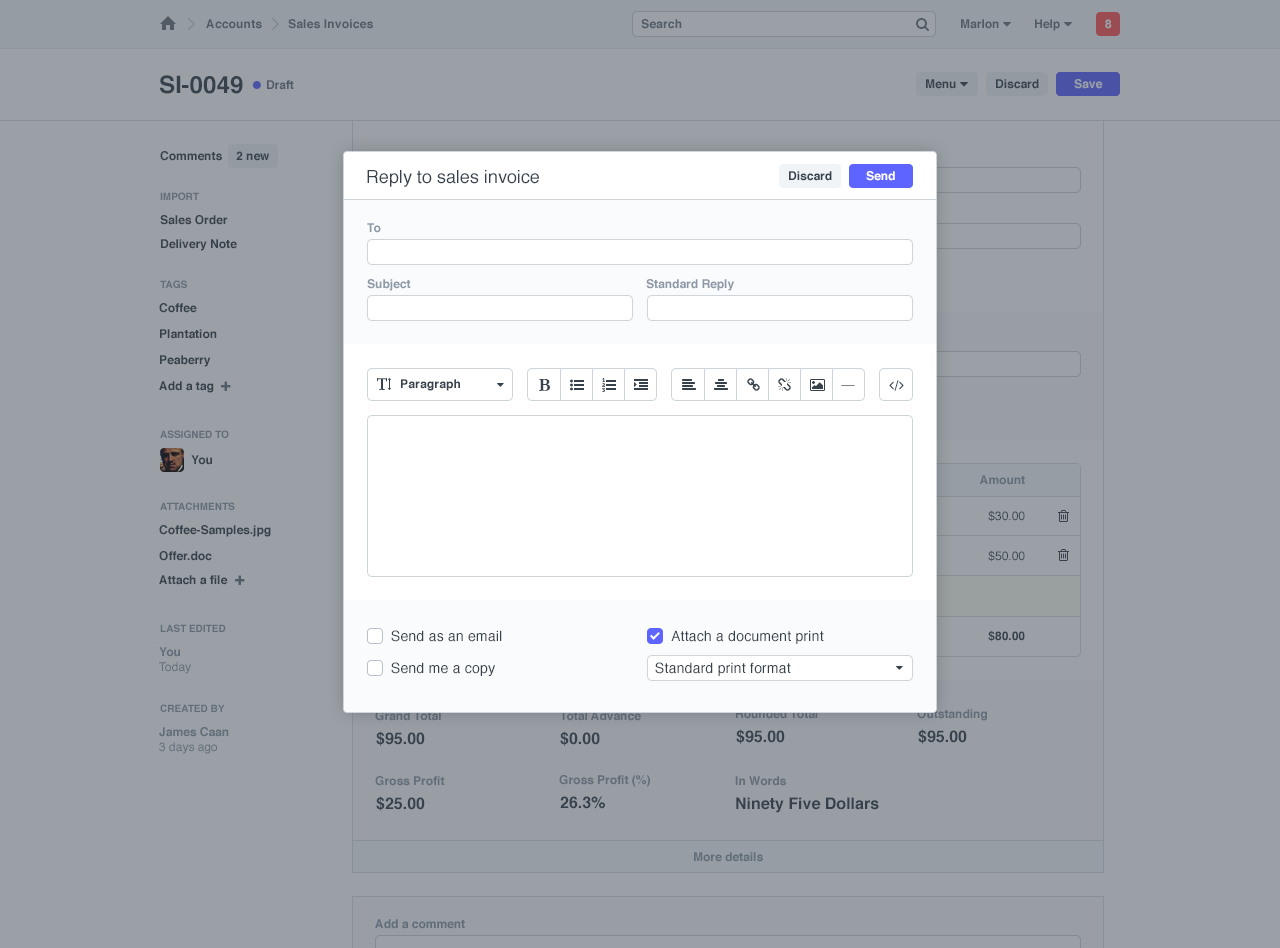 Accounts Sales Invoices Search Marlon Help 8
SI-0049 Draft Menu Discard Save
Comments 2 new
IMPORT
Sales Order
Delivery Note
TAGS
Coffee
Plantation
Peaberry
Add a tag
ASSIGNED TO
You
ATTACHMENTS
Coffee-Samples.jpg
Offer.doc
Attach a file
LAST EDITED
You
Today
CREATED BY
James Caan
3 days ago
Reply to sales invoice Discard Send
To
Subject Standard Reply
Paragraph
Send as an email Attach a document print
Send me a copy Standard print format
Amount
$30.00
$50.00
$80.00
Grand Total Total Advance Rounded Total Outstanding
$95.00 $0.00 $95.00 $95.00
Gross Profit Gross Profit (%) In Words
$25.00 26.3% Ninety Five Dollars
More details
Add a comment